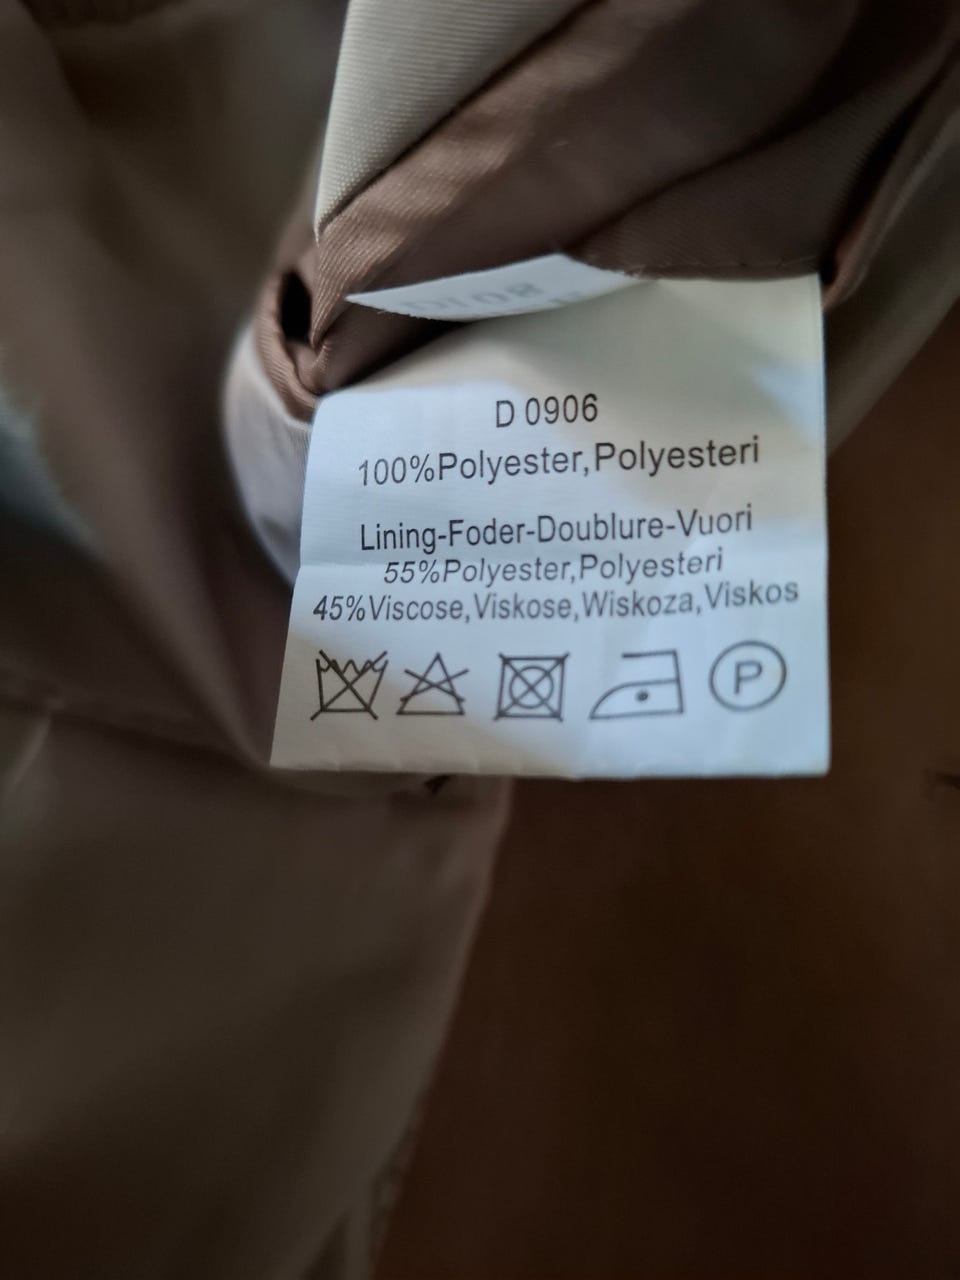 D 0906
100%Polyester,Polyesteri
Lining-Foder-Doublure-Vuori
55%Polyester,Polyesteri
45%Viscose,Viskose,Wiskoza,Viskos
P